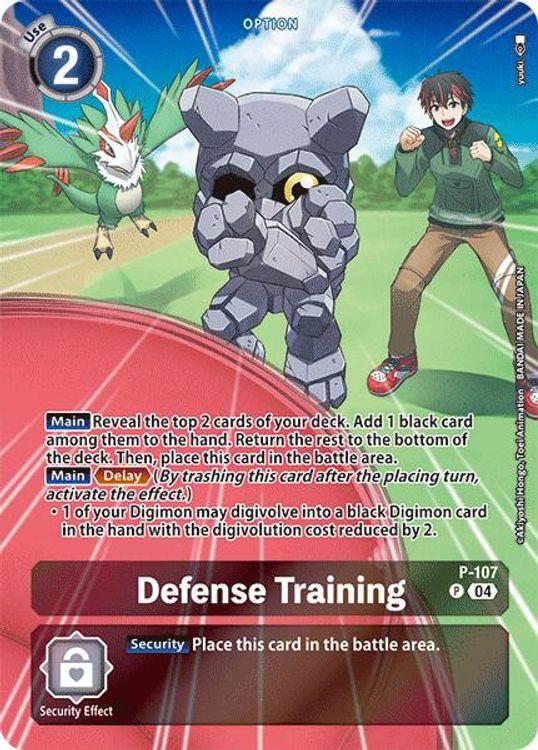 OPTION
Use
2
yuuki.
©Akiyoshi Hongo, Toei Animation BANDAI MADE IN JAPAN
Main Reveal the top 2 cards of your deck. Add 1 black card
among them to the hand. Return the rest to the bottom of
the deck. Then, place this card in the battle area.
Main Delay (By trashing this card after the placing turn,
activate the effect.)
・1 of your Digimon may digivolve into a black Digimon card
in the hand with the digivolution cost reduced by 2.
P-107
Defense Training
P 04
Security Place this card in the battle area.
Security Effect